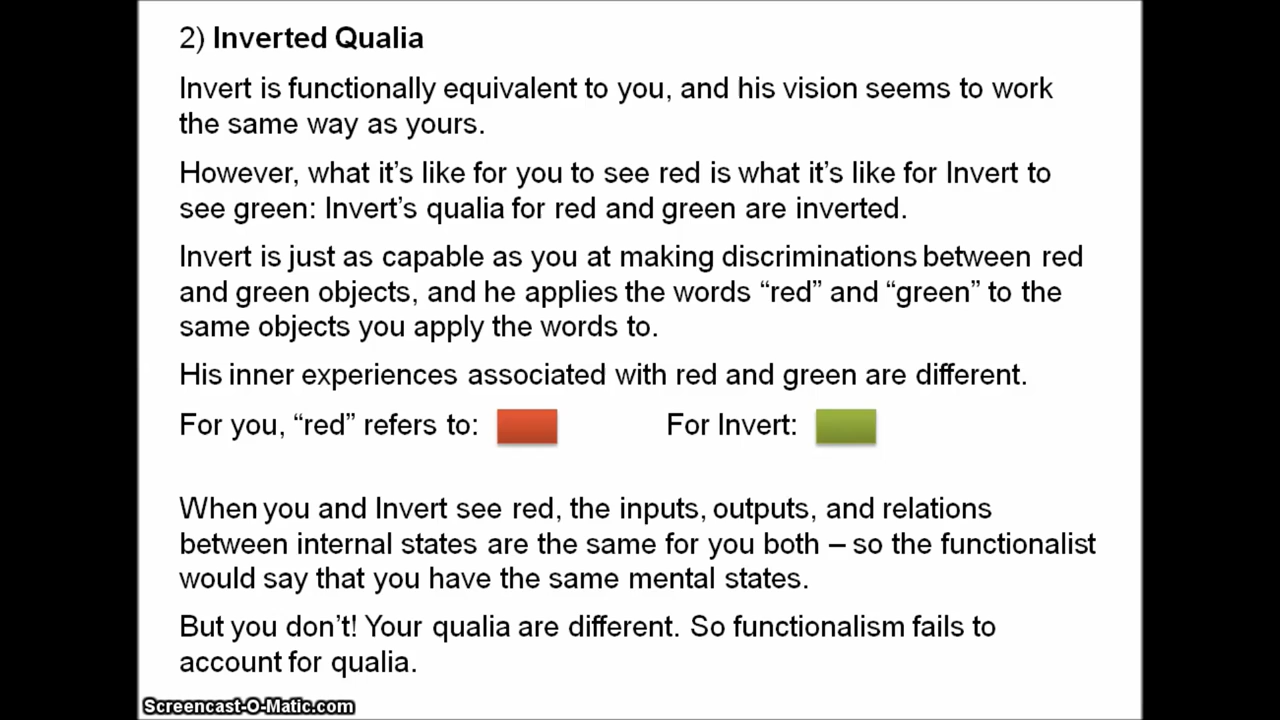 2) Inverted Qualia
Invert is functionally equivalent to you, and his vision seems to work
the same way as yours.
However, what it’s like for you to see red is what it’s like for Invert to
see green: Invert’s qualia for red and green are inverted.
Invert is just as capable as you at making discriminations between red
and green objects, and he applies the words “red” and “green” to the
same objects you apply the words to.
His inner experiences associated with red and green are different.
For you, “red” refers to: For Invert:
When you and Invert see red, the inputs, outputs, and relations
between internal states are the same for you both – so the functionalist
would say that you have the same mental states.
But you don’t! Your qualia are different. So functionalism fails to
account for qualia.
Screencast-O-Matic.com